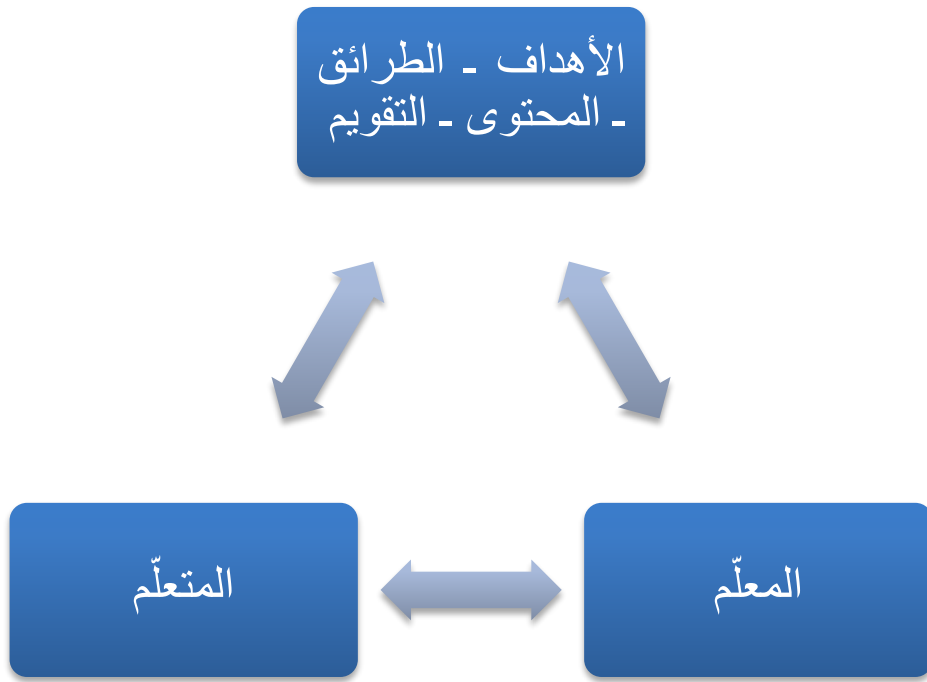 الأهداف ـ الطرائق
ـ المحتوى ـ التقويم
المعلّم
المتعلّم